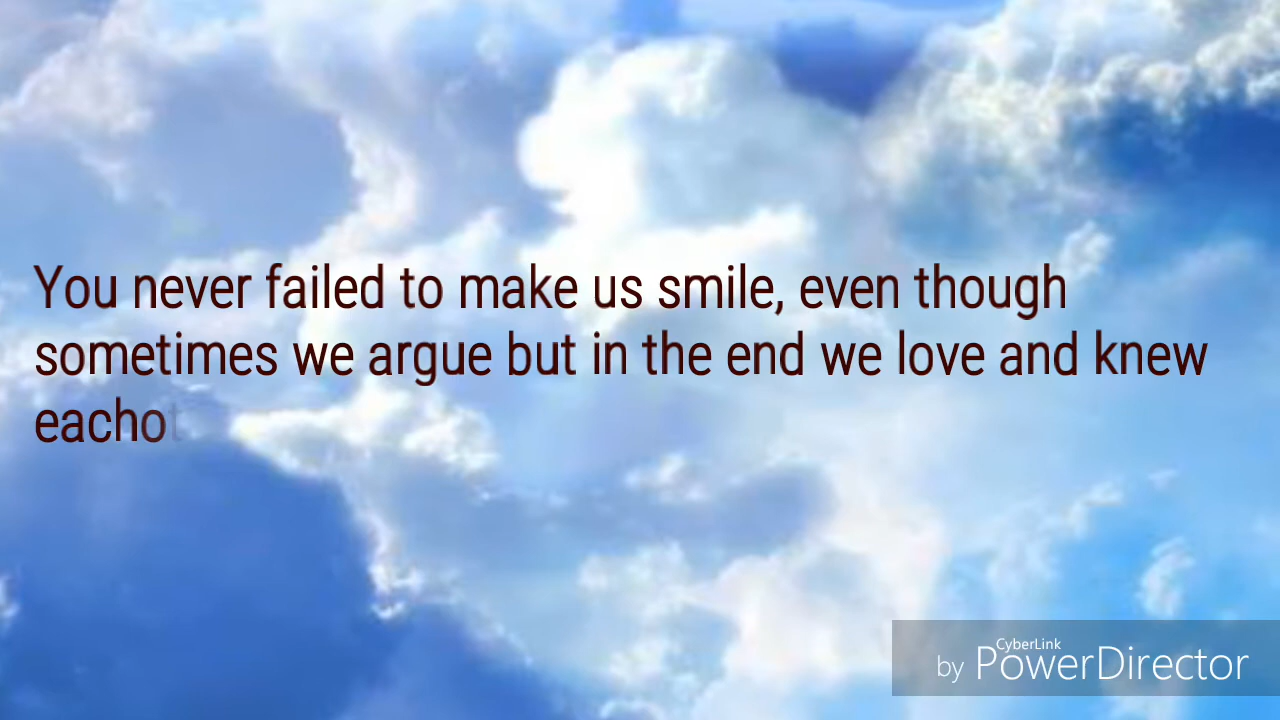 You never failed to make us smile, even though
sometimes we argue but in the end we love and knew
eachot
by CyberLink PowerDirector